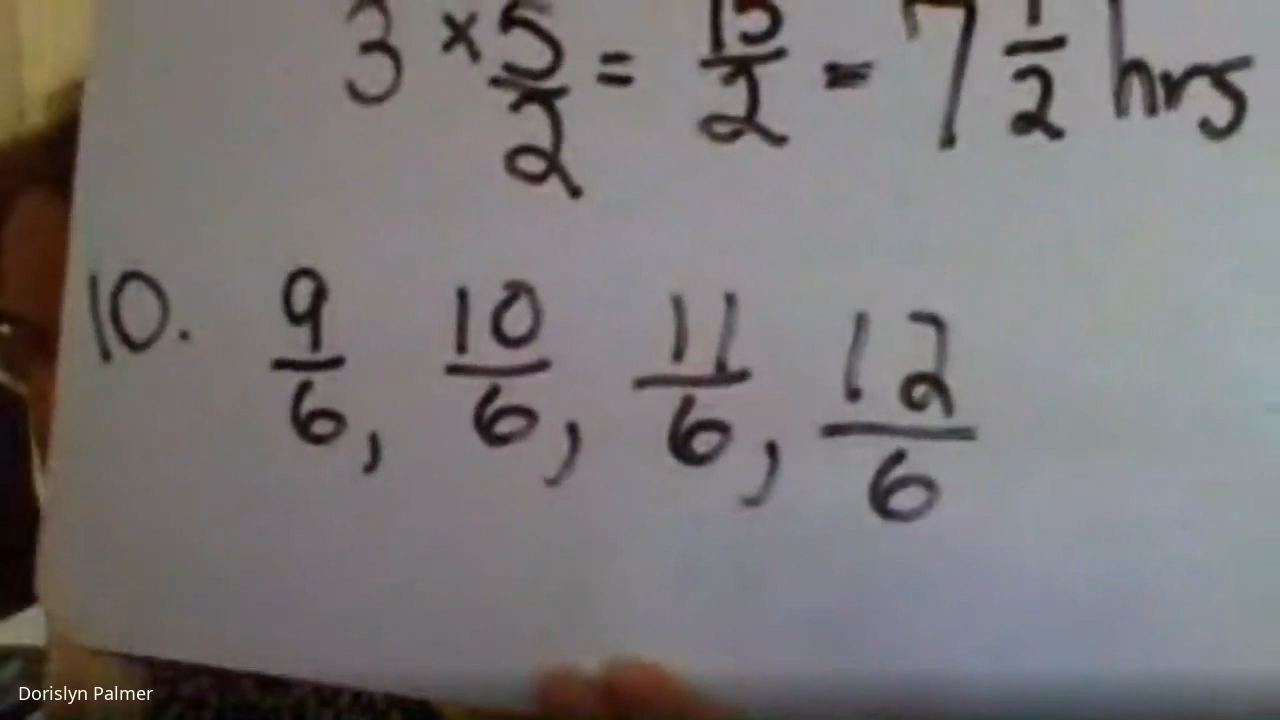 3 × 5/2 = 15/2 = 7 1/2 hrs
10. 9/6, 10/6, 11/6, 12/6
Dorislyn Palmer